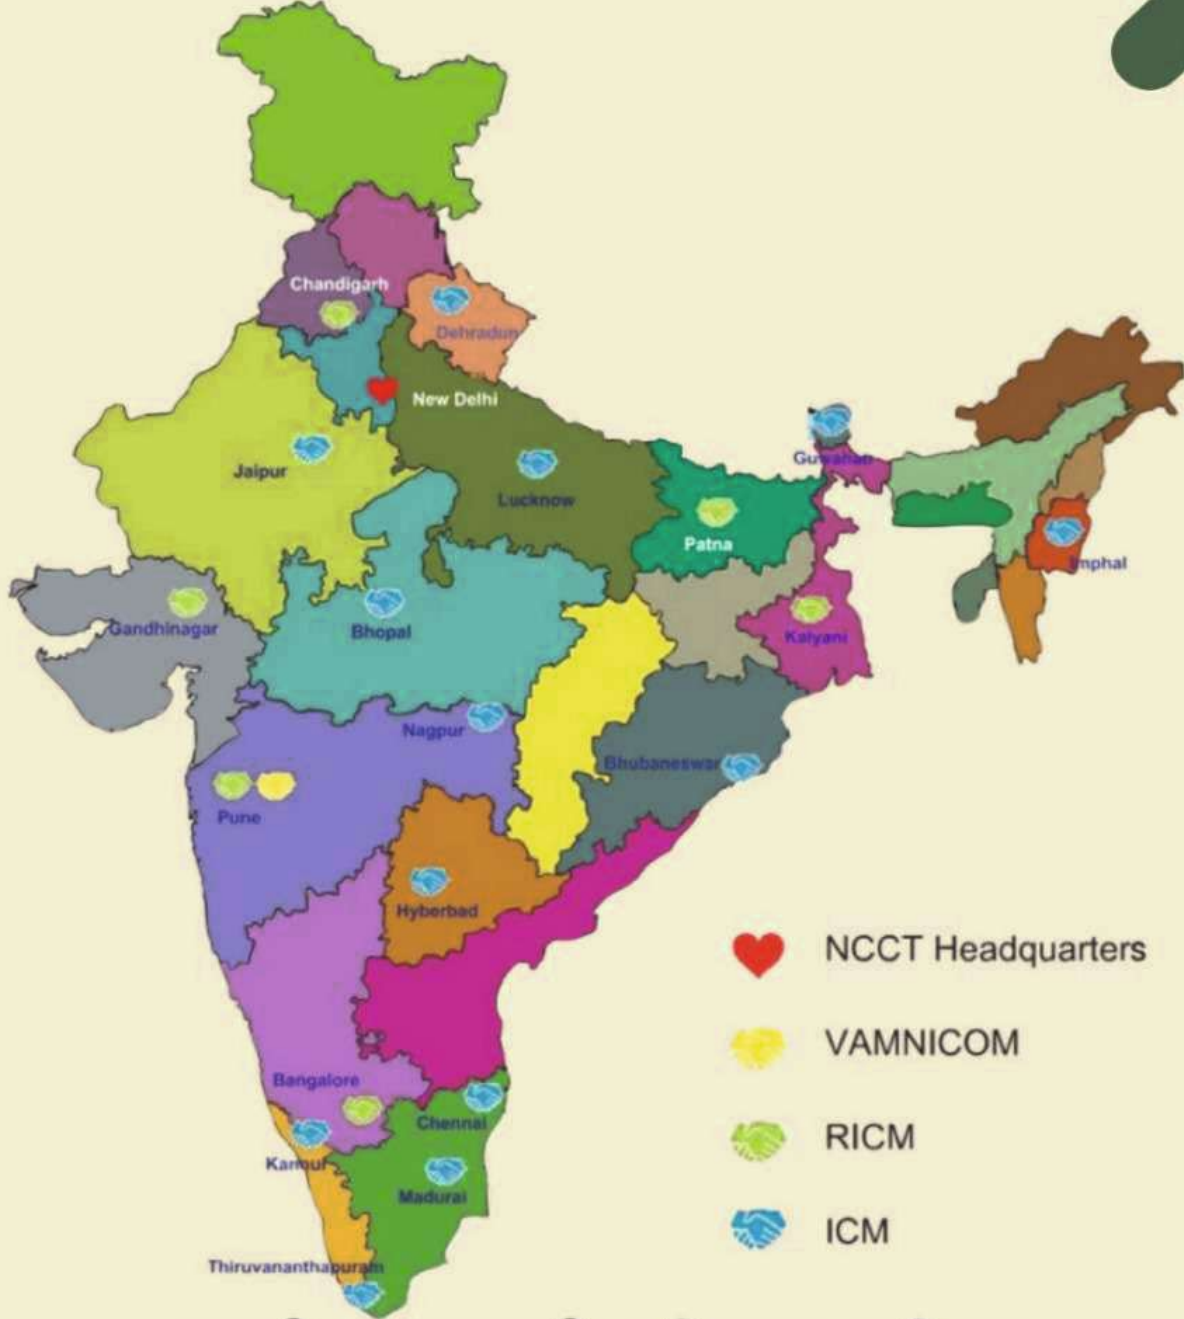 Chandigarh
Dehradun
New Delhi
Jaipur
Lucknow
Guwahati
Patna
Imphal
Gandhinagar
Bhopal
Kalyani
Nagpur
Bhubaneswar
Pune
Hyberbad
NCCT Headquarters
VAMNICOM
Bangalore
Chennai
RICM
Madurai
ICM
Thiruvananthapuram